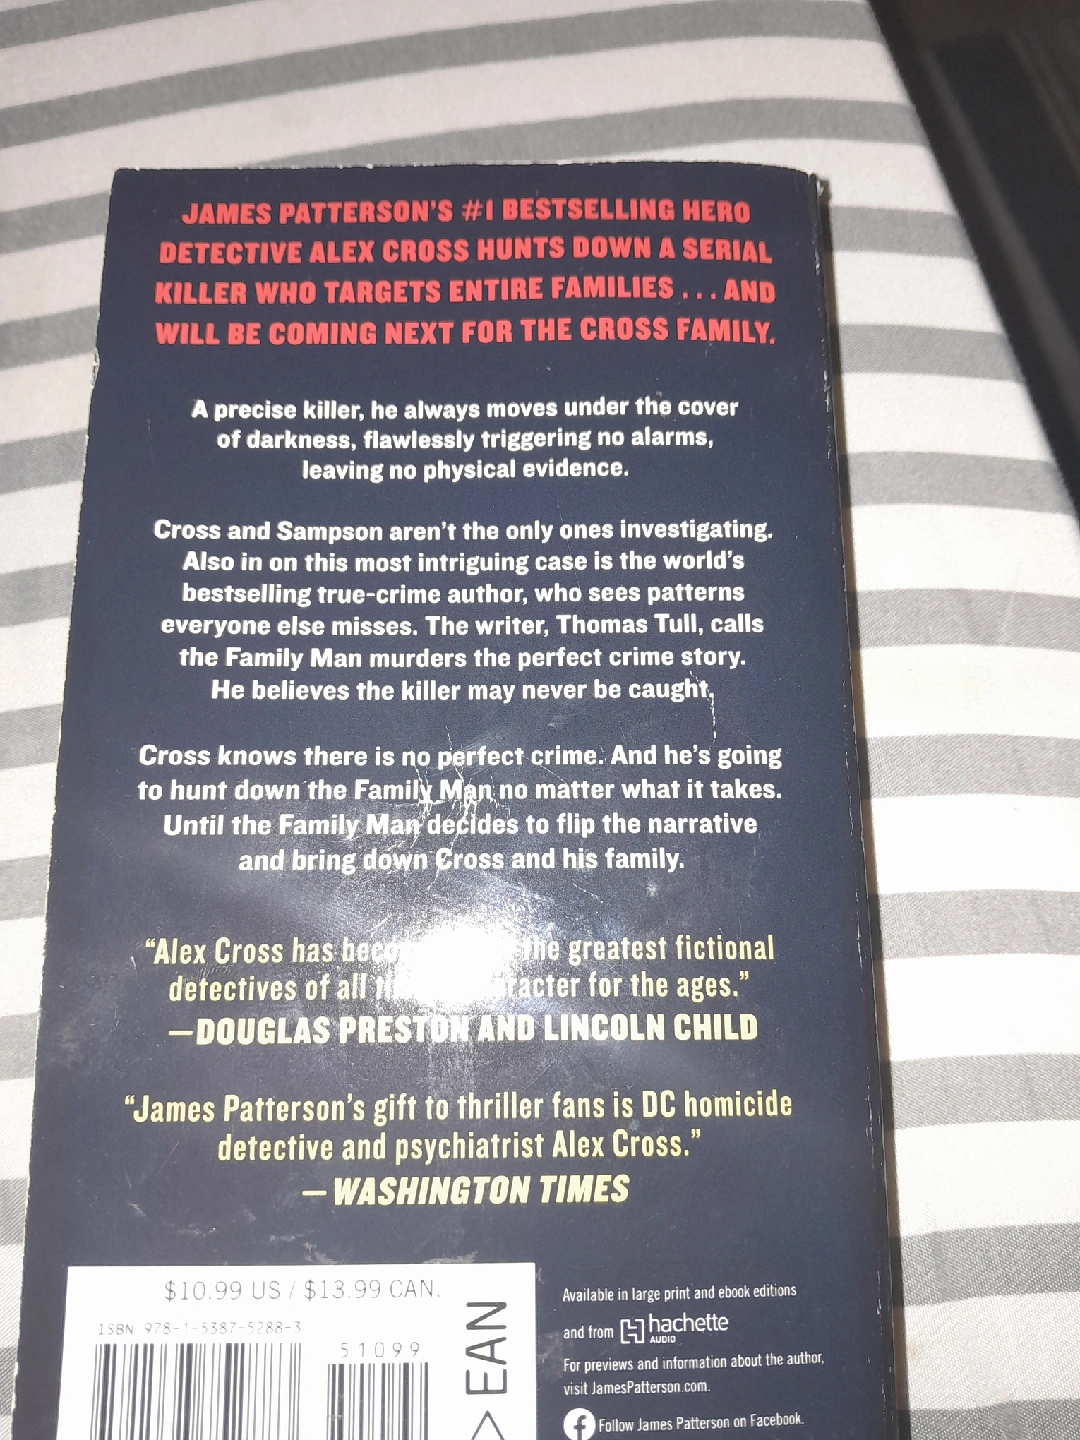 JAMES PATTERSON'S #1 BESTSELLING HERO
DETECTIVE ALEX CROSS HUNTS DOWN A SERIAL
KILLER WHO TARGETS ENTIRE FAMILIES . . . AND
WILL BE COMING NEXT FOR THE CROSS FAMILY.
A precise killer, he always moves under the cover
of darkness, flawlessly triggering no alarms,
leaving no physical evidence.
Cross and Sampson aren't the only ones investigating.
Also in on this most intriguing case is the world's
bestselling true-crime author, who sees patterns
everyone else misses. The writer, Thomas Tull, calls
the Family Man murders the perfect crime story.
He believes the killer may never be caught.
Cross knows there is no perfect crime. And he's going
to hunt down the Family Man no matter what it takes.
Until the Family Man decides to flip the narrative
and bring down Cross and his family.
"Alex Cross has the greatest fictional
detectives of all for the ages."
—DOUGLAS PRESTON AND LINCOLN CHILD
"James Patterson's gift to thriller fans is DC homicide
detective and psychiatrist Alex Cross."
—WASHINGTON TIMES
$10.99 US / $13.99 CAN.
ISBN 978-1-5387-5288-3
51099
> EAN
Available in large print and ebook editions
and from hachette
AUDIO
For previews and information about the author,
visit JamesPatterson.com.
f Follow James Patterson on Facebook.